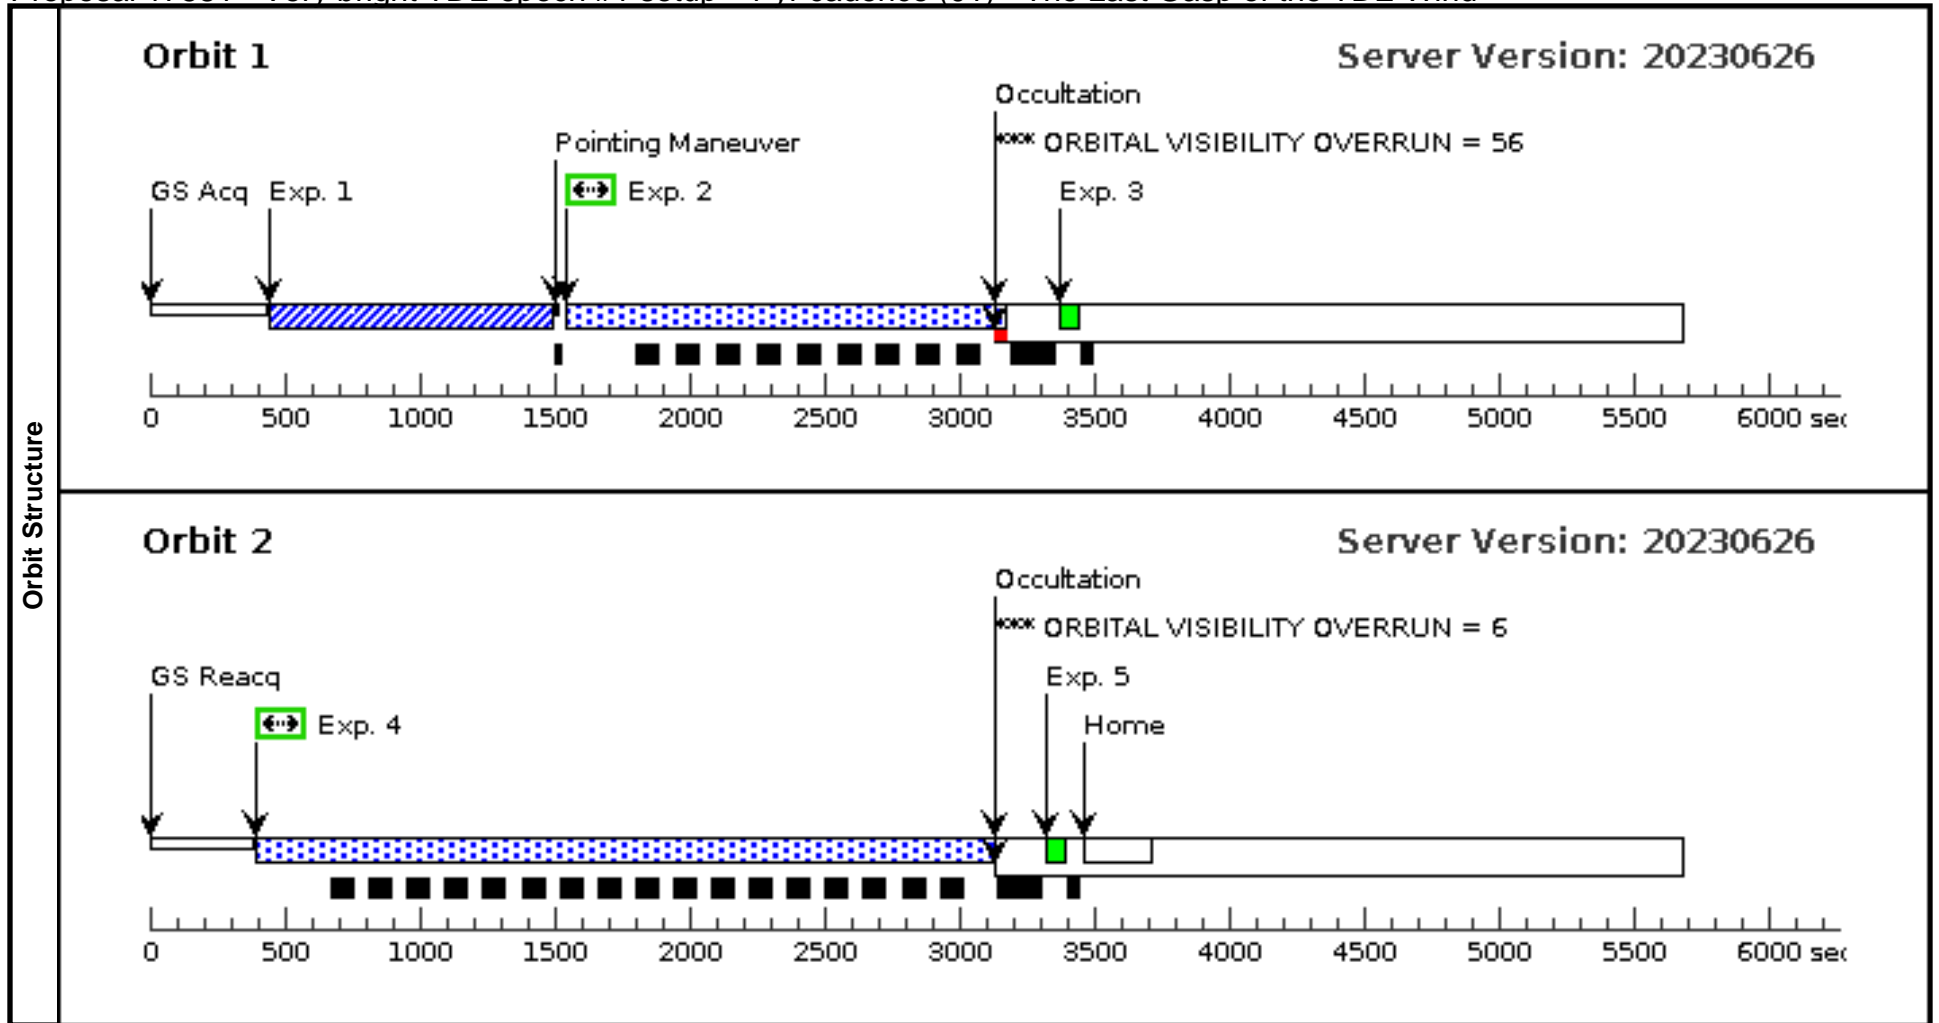 Orbit Structure
Orbit 1
Server Version: 20230626
Occultation
Pointing Maneuver
**** ORBITAL VISIBILITY OVERRUN = 56
GS Acq
Exp. 1
Exp. 2
Exp. 3
0 500 1000 1500 2000 2500 3000 3500 4000 4500 5000 5500 6000 sec
Orbit 2
Server Version: 20230626
Occultation
**** ORBITAL VISIBILITY OVERRUN = 6
GS Reacq
Exp. 5
Exp. 4
Home
0 500 1000 1500 2000 2500 3000 3500 4000 4500 5000 5500 6000 sec